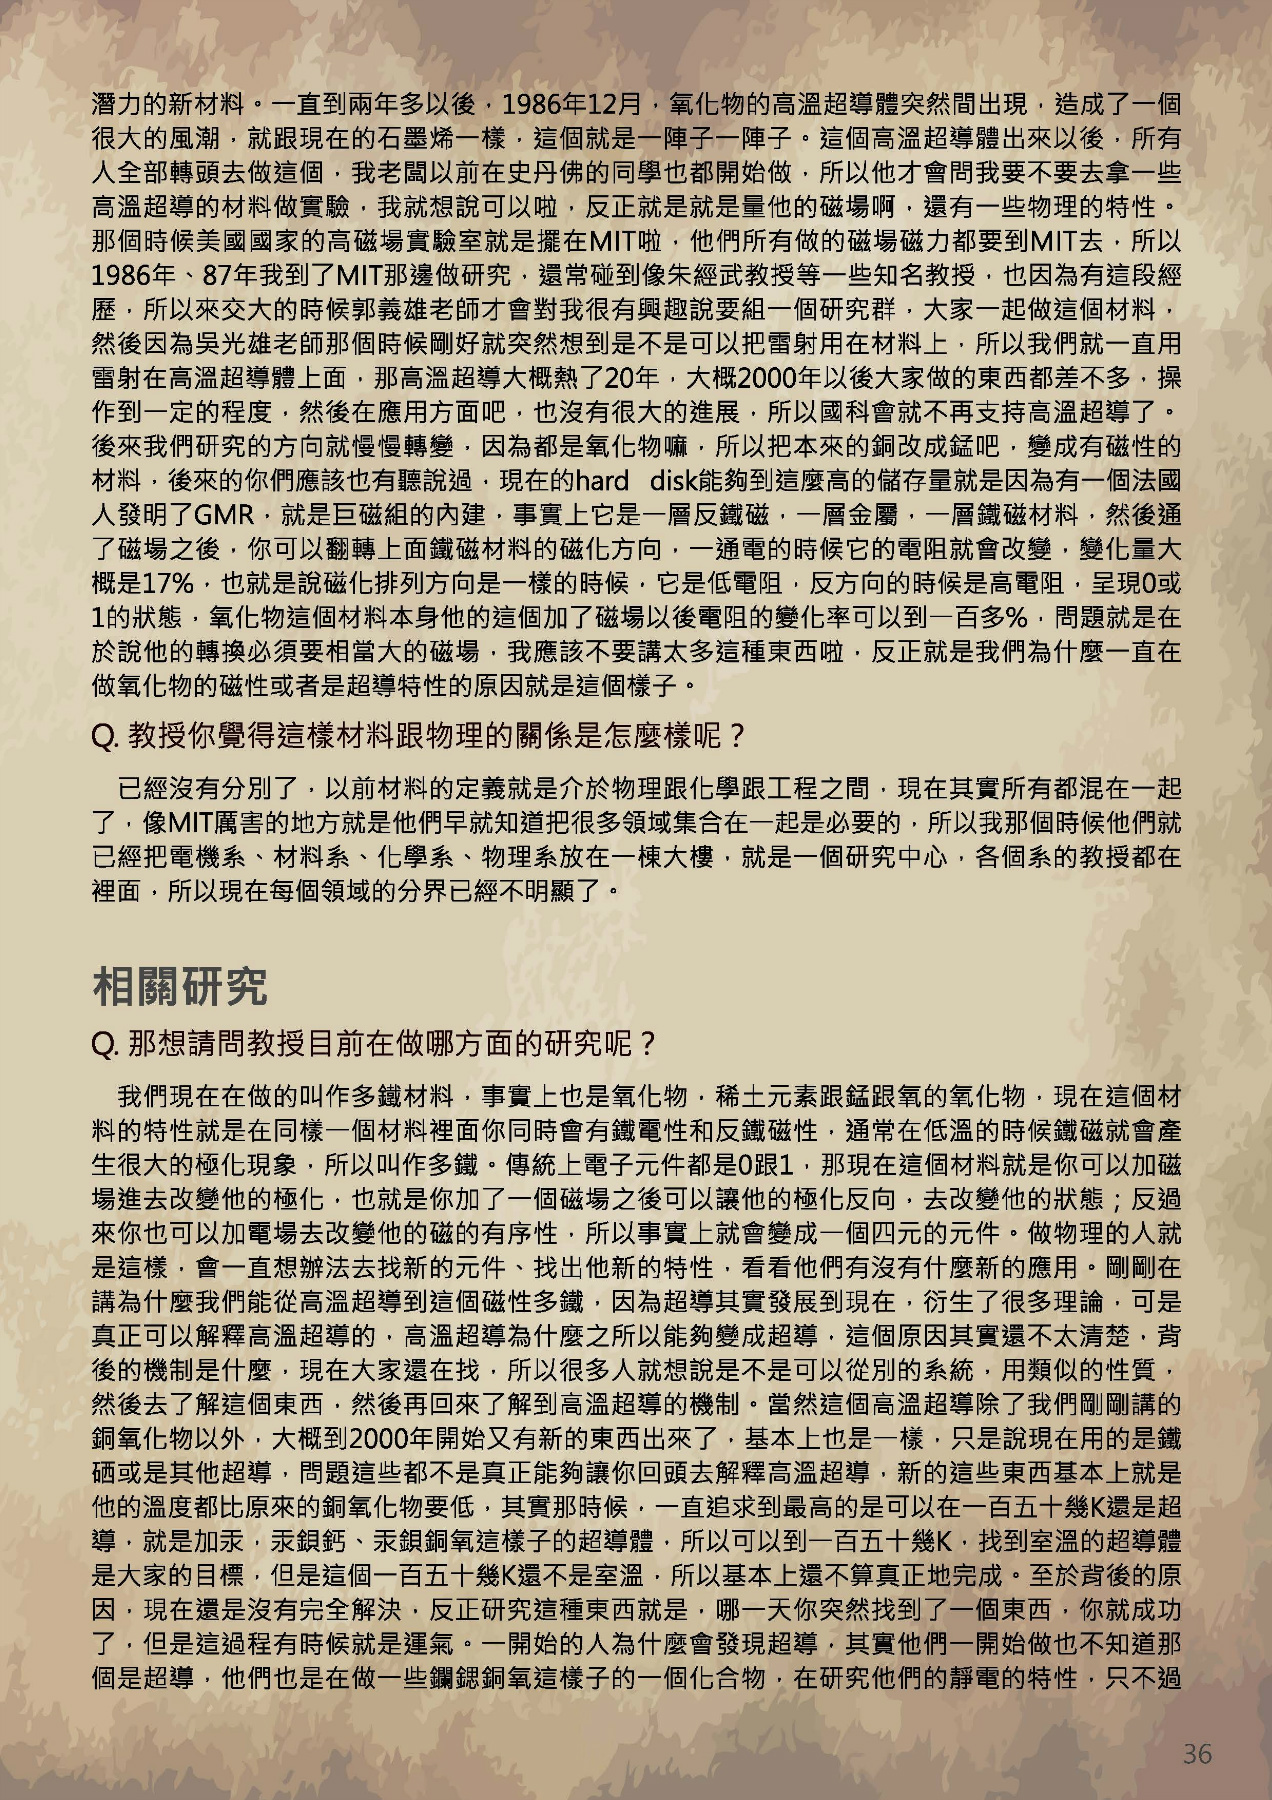 潛力的新材料。一直到兩年多以後，1986年12月，氧化物的高溫超導體突然間出現，造成了一個
很大的風潮，就跟現在的石墨烯一樣，這個就是一陣子一陣子。這個高溫超導體出來以後，所有
人全部轉頭去做這個，我老闆以前在史丹佛的同學也都開始做，所以他才會問我要不要去拿一些
高溫超導的材料做實驗，我就想說可以啦，反正就是就是量他的磁場啊，還有一些物理的特性。
那個時候美國國家的高磁場實驗室就是擺在MIT啦，他們所有做的磁場磁力都要到MIT去，所以
1986年、87年我到了MIT那邊做研究，還常碰到像朱經武教授等一些知名教授，也因為有這段經
歷，所以來交大的時候郭義雄老師才會對我很有興趣說要組一個研究群，大家一起做這個材料，
然後因為吳光雄老師那個時候剛好就突然想到是不是可以把雷射用在材料上，所以我們就一直用
雷射在高溫超導體上面，那高溫超導大概熱了20年，大概2000年以後大家做的東西都差不多，操
作到一定的程度，然後在應用方面吧，也沒有很大的進展，所以國科會就不再支持高溫超導了。
後來我們研究的方向就慢慢轉變，因為都是氧化物嘛，所以把本來的銅改成錳吧，變成有磁性的
材料，後來的你們應該也有聽說過，現在的hard disk能夠到這麼高的儲存量就是因為有一個法國
人發明了GMR，就是巨磁組的內建，事實上它是一層反鐵磁，一層金屬，一層鐵磁材料，然後通
了磁場之後，你可以翻轉上面鐵磁材料的磁化方向，一通電的時候它的電阻就會改變，變化量大
概是17%，也就是說磁化排列方向是一樣的時候，它是低電阻，反方向的時候是高電阻，呈現0或
1的狀態，氧化物這個材料本身他的這個加了磁場以後電阻的變化率可以到一百多%，問題就是在
於說他的轉換必須要相當大的磁場，我應該不要講太多這種東西啦，反正就是我們為什麼一直在
做氧化物的磁性或者是超導特性的原因就是這個樣子。
Q. 教授你覺得這樣材料跟物理的關係是怎麼樣呢？
已經沒有分別了，以前材料的定義就是介於物理跟化學跟工程之間，現在其實所有都混在一起
了，像MIT厲害的地方就是他們早就知道把很多領域集合在一起是必要的，所以我那個時候他們就
已經把電機系、材料系、化學系、物理系放在一棟大樓，就是一個研究中心，各個系的教授都在
裡面，所以現在每個領域的分界已經不明顯了。
相關研究
Q. 那想請問教授目前在做哪方面的研究呢？
我們現在在做的叫作多鐵材料，事實上也是氧化物，稀土元素跟錳跟氧的氧化物，現在這個材
料的特性就是在同樣一個材料裡面你同時會有鐵電性和反鐵磁性，通常在低溫的時候鐵磁就會產
生很大的極化現象，所以叫作多鐵。傳統上電子元件都是0跟1，那現在這個材料就是你可以加磁
場進去改變他的極化，也就是你加了一個磁場之後可以讓他的極化反向，去改變他的狀態；反過
來你也可以加電場去改變他的磁的有序性，所以事實上就會變成一個四元的元件。做物理的人就
是這樣，會一直想辦法去找新的元件、找出他新的特性，看看他們有沒有什麼新的應用。剛剛在
講為什麼我們能從高溫超導到這個磁性多鐵，因為超導其實發展到現在，衍生了很多理論，可是
真正可以解釋高溫超導的，高溫超導為什麼之所以能夠變成超導，這個原因其實還不太清楚，背
後的機制是什麼，現在大家還在找，所以很多人就想說是不是可以從別的系統，用類似的性質，
然後去了解這個東西，然後再回來了解到高溫超導的機制。當然這個高溫超導除了我們剛剛講的
銅氧化物以外，大概到2000年開始又有新的東西出來了，基本上也是一樣，只是說現在用的是鐵
硒或是其他超導，問題這些都不是真正能夠讓你回頭去解釋高溫超導，新的這些東西基本上就是
他的溫度都比原來的銅氧化物要低，其實那時候，一直追求到最高的是可以在一百五十幾K還是超
導，就是加汞，汞鋇鈣、汞鋇銅氧這樣子的超導體，所以可以到一百五十幾K，找到室溫的超導體
是大家的目標，但是這個一百五十幾K還不是室溫，所以基本上還不算真正地完成。至於背後的原
因，現在還是沒有完全解決，反正研究這種東西就是，哪一天你突然找到了一個東西，你就成功
了，但是這過程有時候就是運氣。一開始的人為什麼會發現超導，其實他們一開始做也不知道那
個是超導，他們也是在做一些鑭鍶銅氧這樣子的一個化合物，在研究他們的靜電的特性，只不過
36